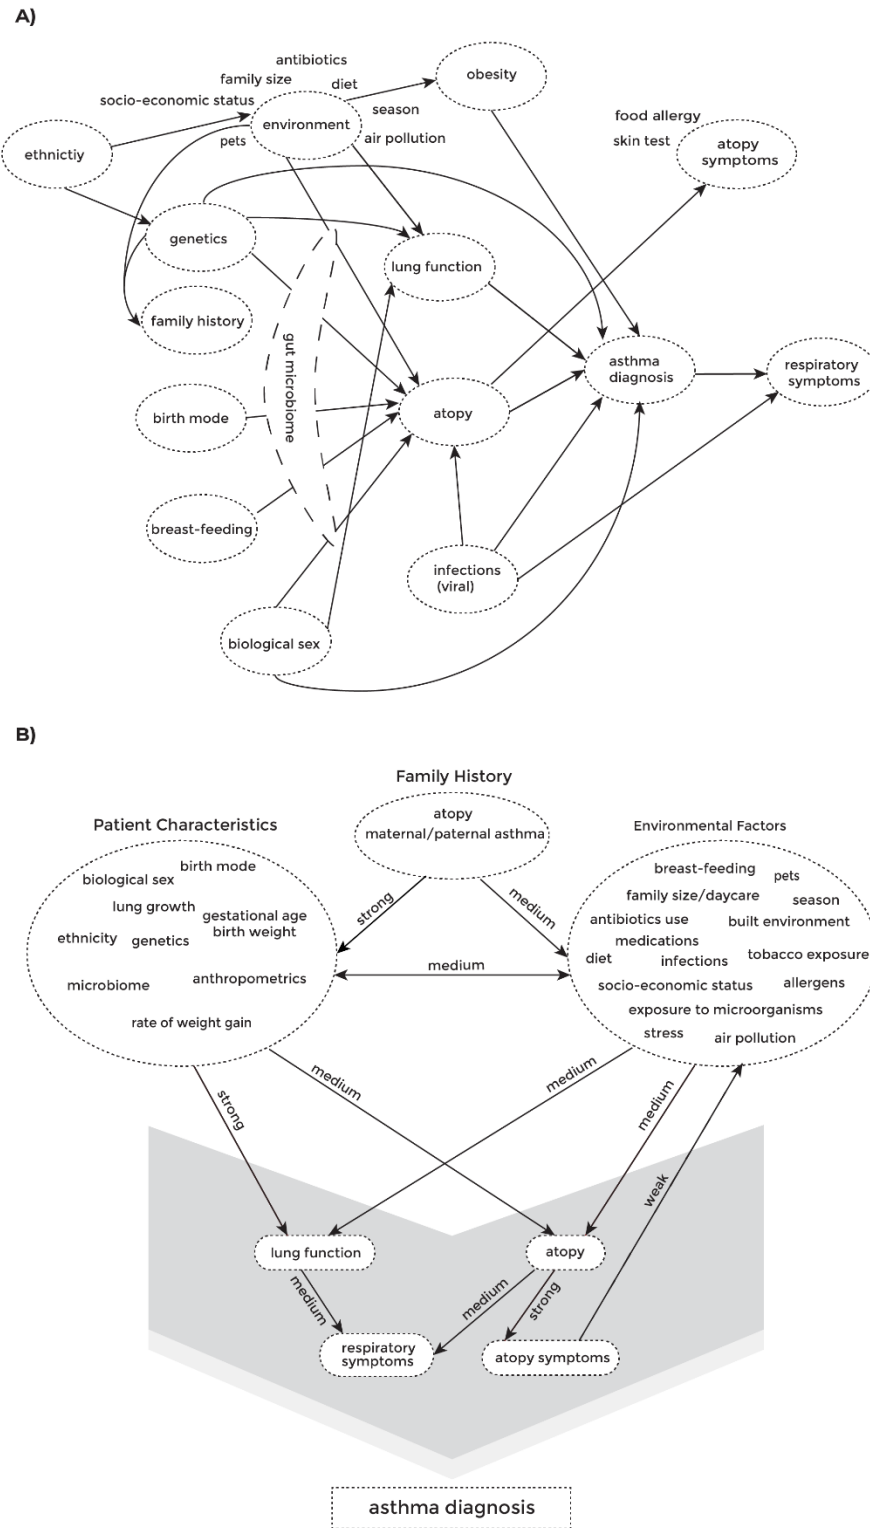 A)
antibiotics
family size
diet
obesity
socio-economic status
season
environment
food allergy
pets
air pollution
skin test
atopy
symptoms
ethnictiy
genetics
lung function
family history
gut microbiome
asthma
diagnosis
respiratory
symptoms
birth mode
atopy
breast-feeding
infections
(viral)
biological sex
B)
Family History
atopy
maternal/paternal asthma
Patient Characteristics
birth mode
biological sex
lung growth
gestational age
birth weight
ethnicity
genetics
microbiome
anthropometrics
rate of weight gain
Environmental Factors
breast-feeding
pets
family size/daycare
season
antibiotics use
built environment
medications
diet
infections
tobacco exposure
socio-economic status
allergens
exposure to microorganisms
stress
air pollution
strong
medium
medium
strong
medium
medium
medium
weak
lung function
atopy
medium
medium
strong
respiratory
symptoms
atopy symptoms
asthma diagnosis